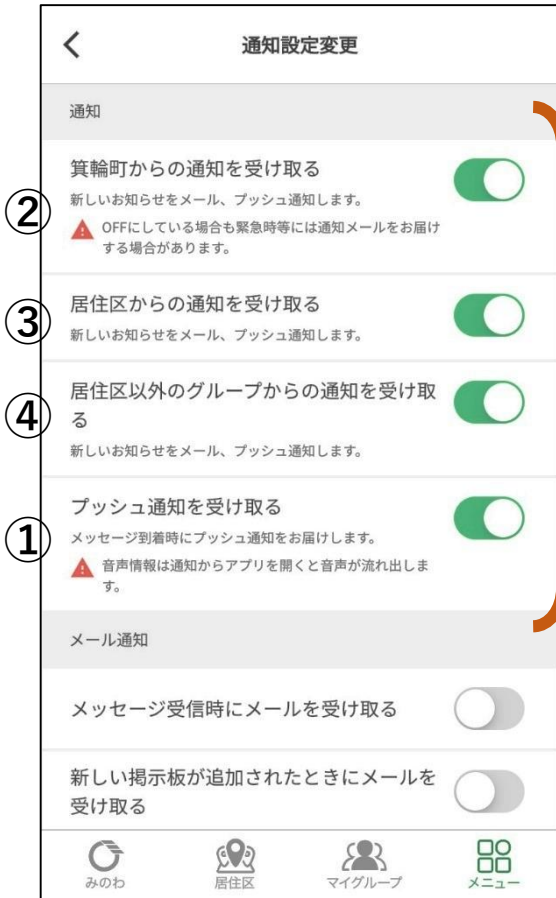 通知設定変更
通知
箕輪町からの通知を受け取る
②
新しいお知らせをメール、プッシュ通知します。
OFFにしている場合も緊急時等には通知メールをお届け
する場合があります。
居住区からの通知を受け取る
③
新しいお知らせをメール、プッシュ通知します。
居住区以外のグループからの通知を受け取
④
る
新しいお知らせをメール、プッシュ通知します。
プッシュ通知を受け取る
①
メッセージ到着時にプッシュ通知をお届けします。
音声情報は通知からアプリを開くと音声が流れ出しま
す。
メール通知
メッセージ受信時にメールを受け取る
新しい掲示板が追加されたときにメールを
受け取る
みのわ 居住区 マイグループ メニュー